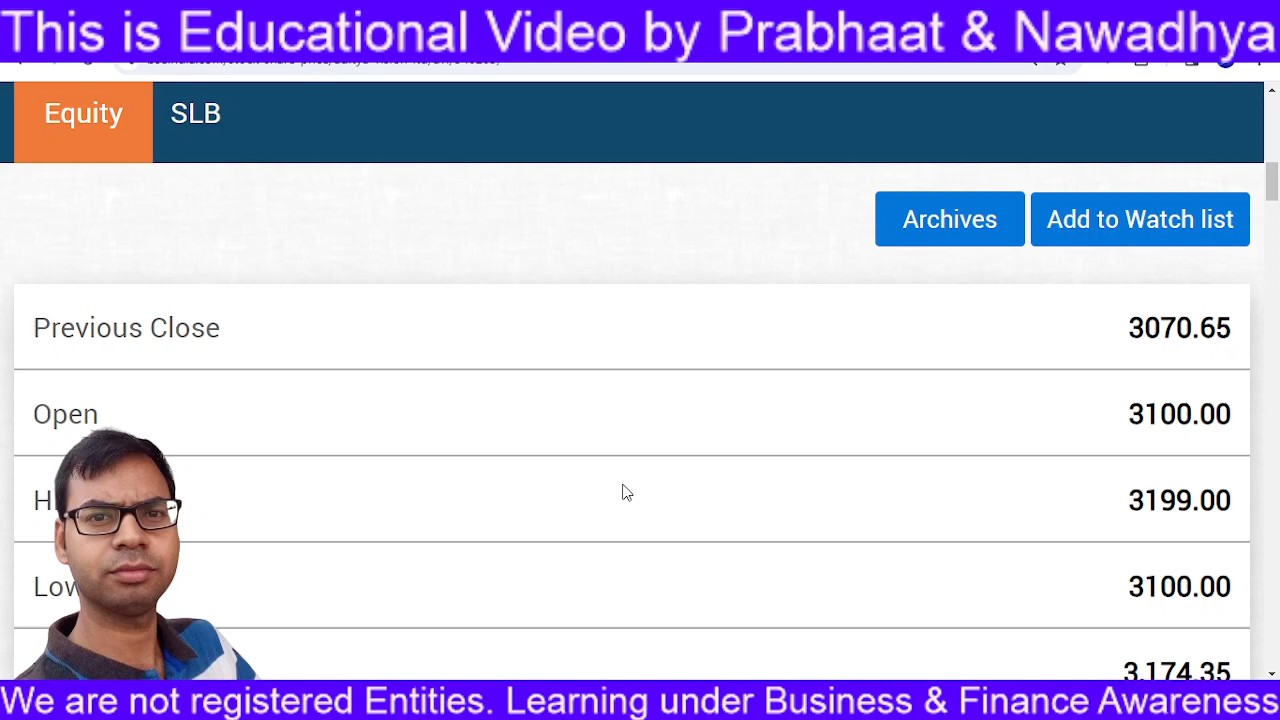 This is Educational Video by Prabhaat & Nawadhya
Equity SLB
Archives Add to Watch list
Previous Close 3070.65
Open 3100.00
3199.00
Low 3100.00
3,174.35
We are not registered Entities. Learning under Business & Finance Awareness